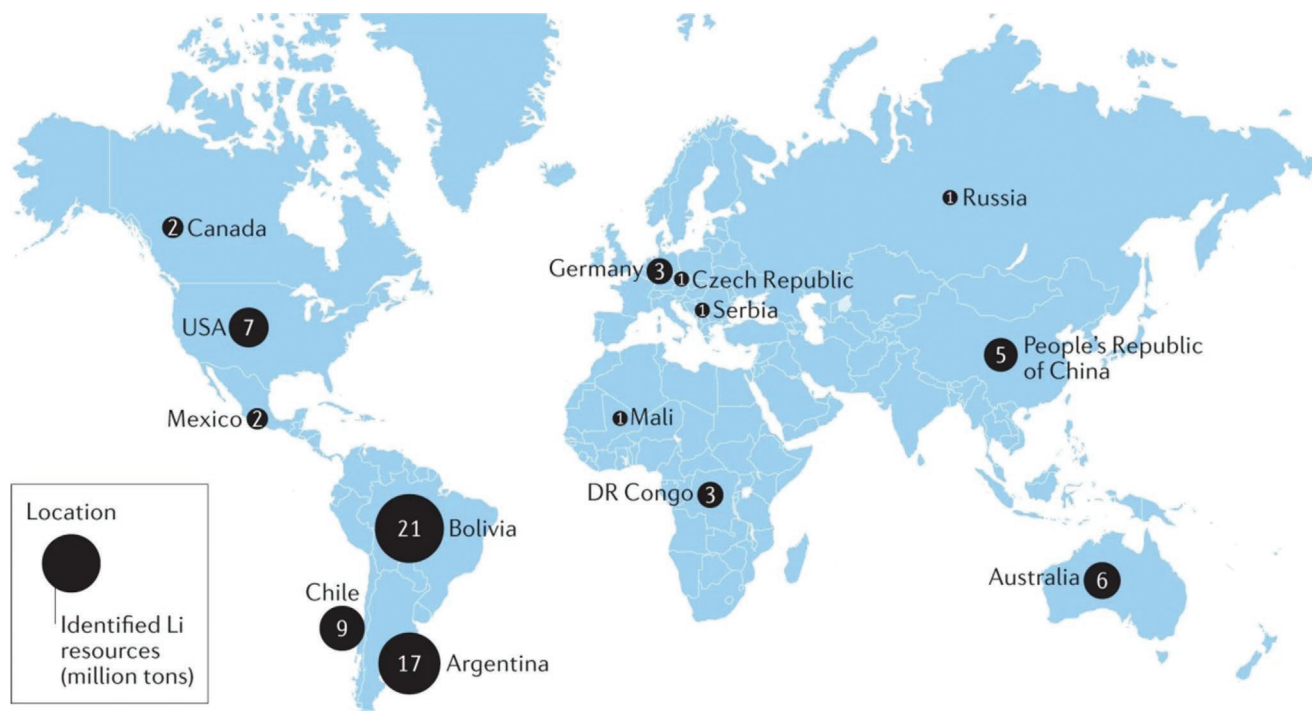 2 Canada
1 Russia
Germany 3
1 Czech Republic
1 Serbia
USA 7
5 People's Republic
of China
Mexico 2
1 Mali
DR Congo 3
Location
21 Bolivia
Australia 6
Chile
9
Identified Li
resources
(million tons)
17 Argentina